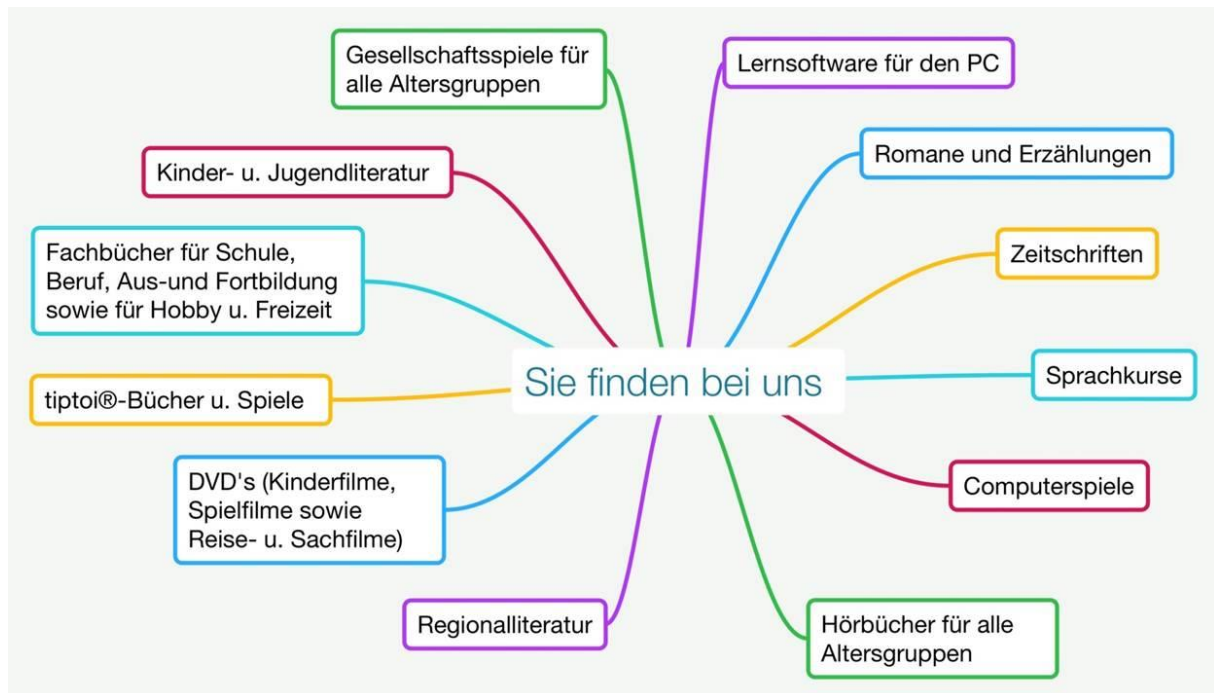 Gesellschaftsspiele für
alle Altersgruppen
Lernsoftware für den PC
Romane und Erzählungen
Kinder- u. Jugendliteratur
Fachbücher für Schule,
Beruf, Aus-und Fortbildung
sowie für Hobby u. Freizeit
Zeitschriften
Sie finden bei uns
Sprachkurse
tiptoi®-Bücher u. Spiele
DVD's (Kinderfilme,
Spielfilme sowie
Reise- u. Sachfilme)
Computerspiele
Regionalliteratur
Hörbücher für alle
Altersgruppen